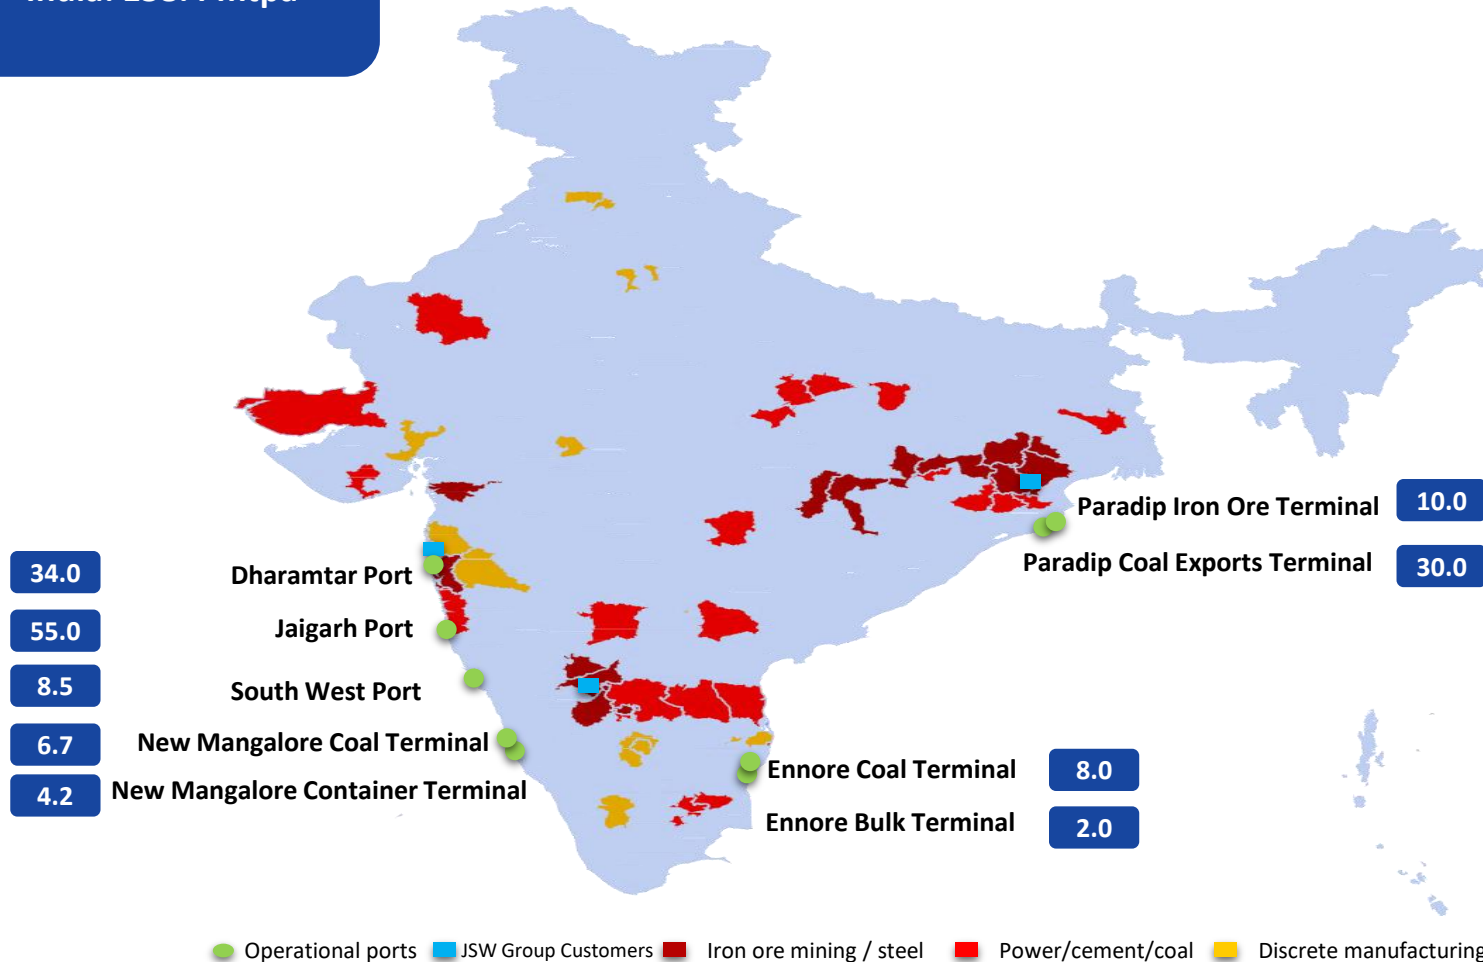 India: mtpa
Paradip Iron Ore Terminal 10.0
Paradip Coal Exports Terminal 30.0
34.0 Dharamtar Port
55.0 Jaigarh Port
8.5 South West Port
6.7 New Mangalore Coal Terminal
4.2 New Mangalore Container Terminal
Ennore Coal Terminal 8.0
Ennore Bulk Terminal 2.0
Operational ports JSW Group Customers Iron ore mining / steel Power/cement/coal Discrete manufacturing